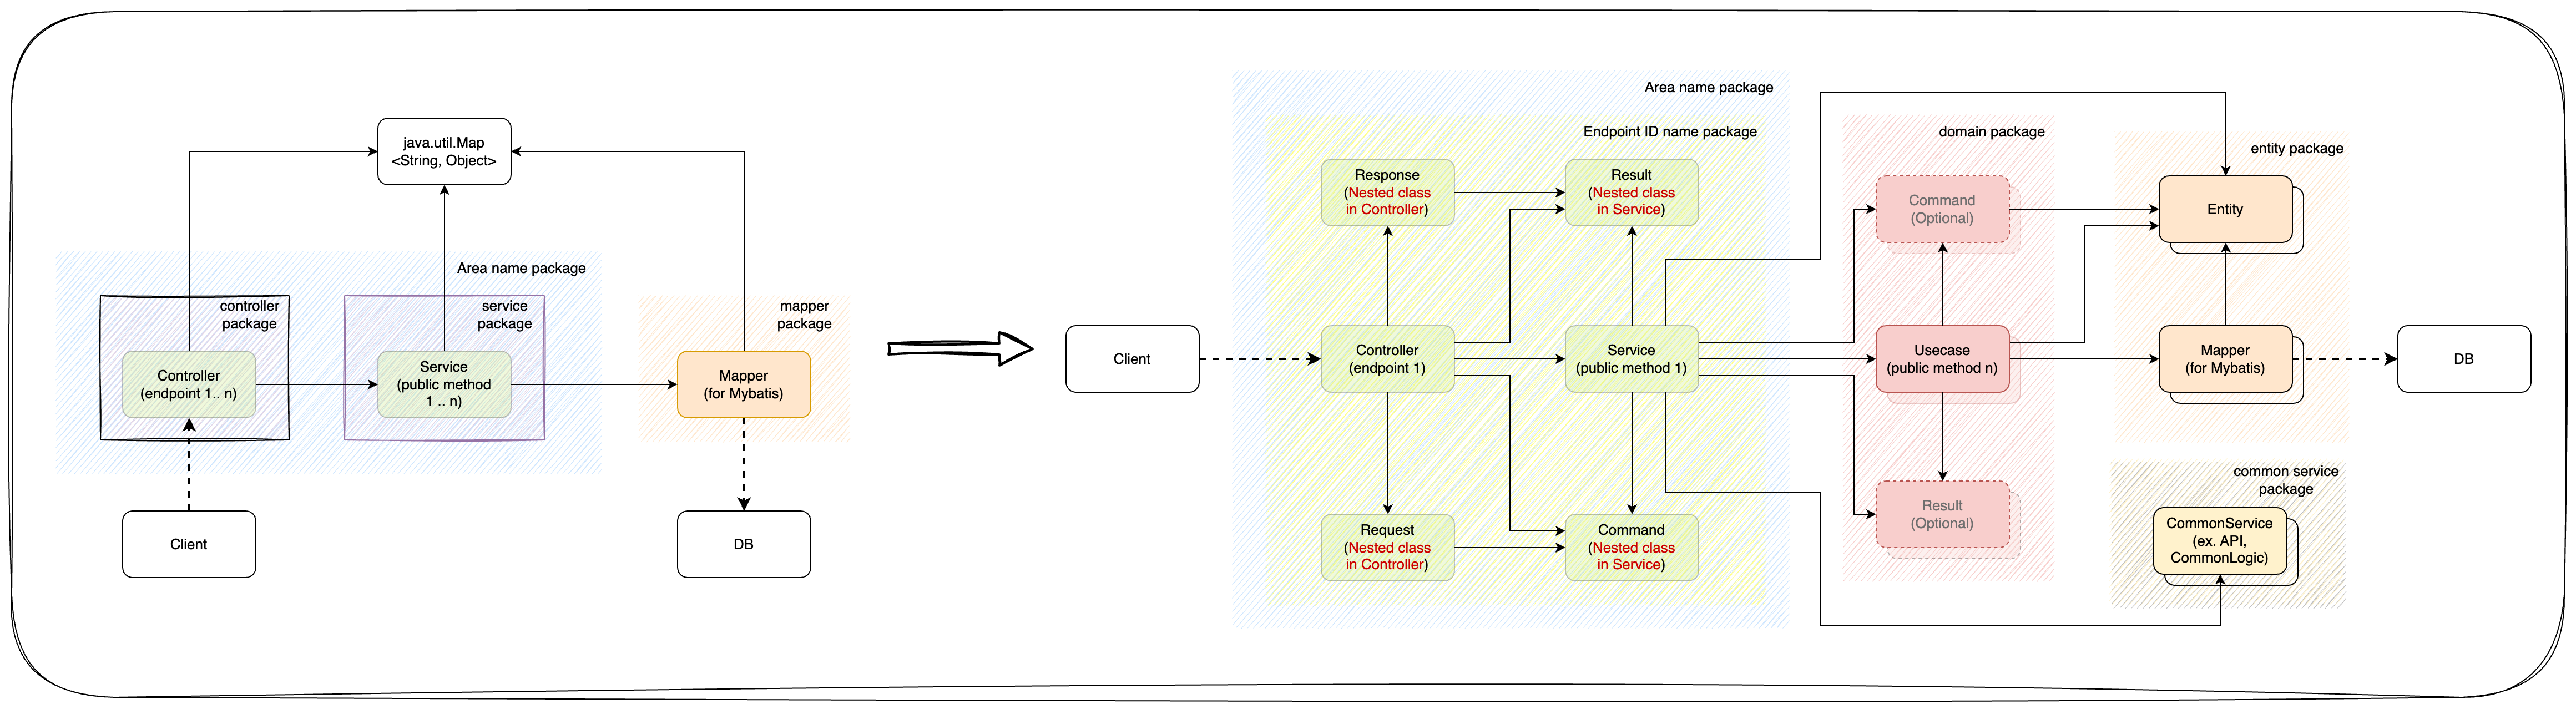 java.util.Map
<String, Object>
Area name package
controller
package
service
package
mapper
package
Controller
(endpoint 1.. n)
Service
(public method
1 .. n)
Mapper
(for Mybatis)
Client
DB
Area name package
Endpoint ID name package
domain package
entity package
Response
(Nested class
in Controller)
Result
(Nested class
in Service)
Command
(Optional)
Entity
Client
Controller
(endpoint 1)
Service
(public method 1)
Usecase
(public method n)
Mapper
(for Mybatis)
DB
common service
package
Request
(Nested class
in Controller)
Command
(Nested class
in Service)
Result
(Optional)
CommonService
(ex. API,
CommonLogic)